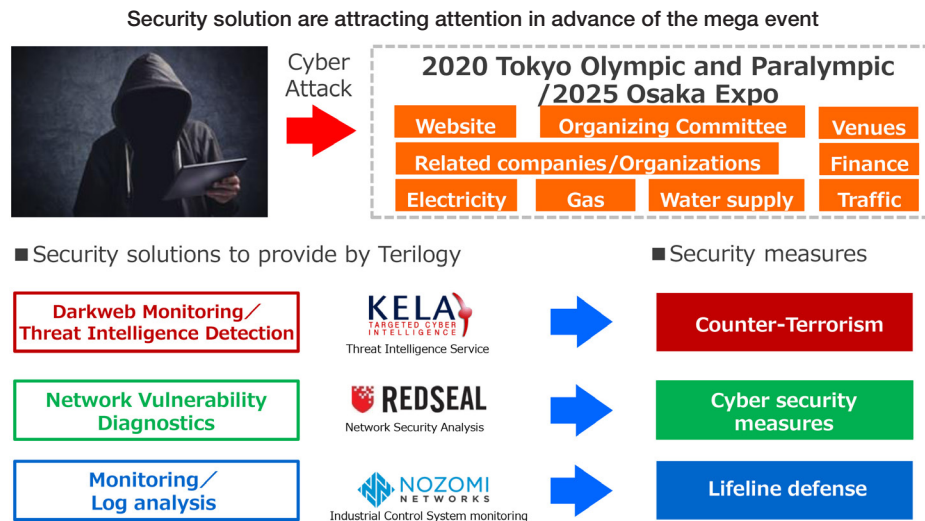 Security solution are attracting attention in advance of the mega event
Cyber
Attack
2020 Tokyo Olympic and Paralympic
/2025 Osaka Expo
Website
Organizing Committee
Venues
Related companies/Organizations
Finance
Electricity
Gas
Water supply
Traffic
■Security solutions to provide by Terilogy
■Security measures
Darkweb Monitoring／
Threat Intelligence Detection
KELA
TARGETED CYBER
INTELLIGENCE
Threat Intelligence Service
Counter-Terrorism
Network Vulnerability
Diagnostics
REDSEAL
Network Security Analysis
Cyber security
measures
Monitoring／
Log analysis
NOZOMI
NETWORKS
Industrial Control System monitoring
Lifeline defense